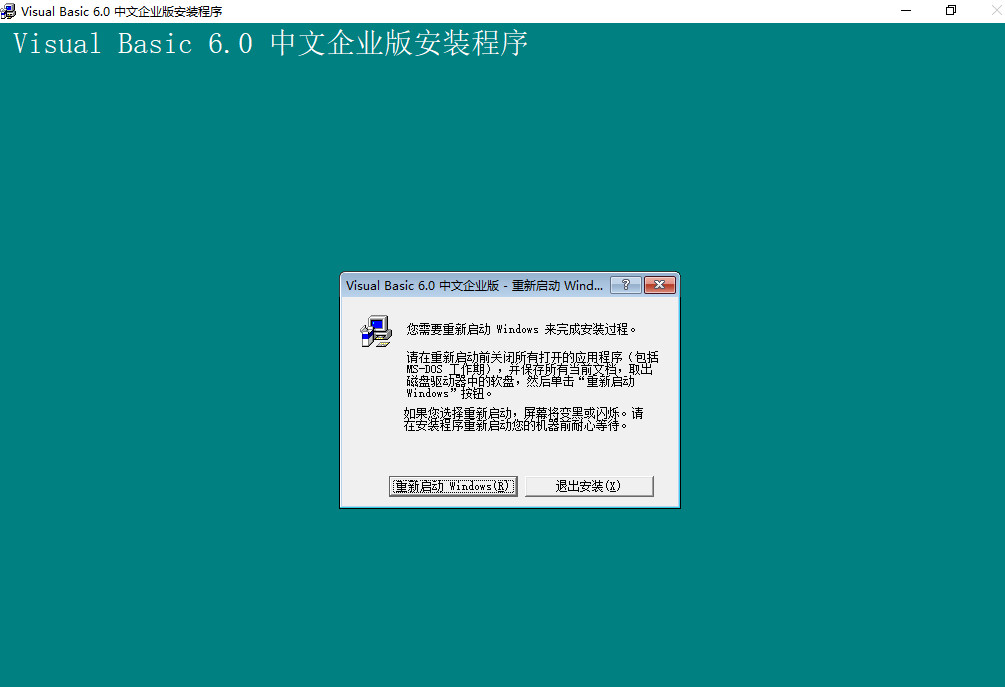 Visual Basic 6.0 中文企业版安装程序
Visual Basic 6.0 中文企业版安装程序
Visual Basic 6.0 中文企业版 - 重新启动 Wind...
您需要重新启动 Windows 来完成安装过程。
请在重新启动前关闭所有打开的应用程序（包括
MS-DOS 工作期），并保存所有当前文档，取出
磁盘驱动器中的软盘，然后单击“重新启动
Windows”按钮。
如果您选择重新启动，屏幕将变黑或闪烁。请
在安装程序重新启动您的机器前耐心等待。
重新启动 Windows(R)
退出安装(X)